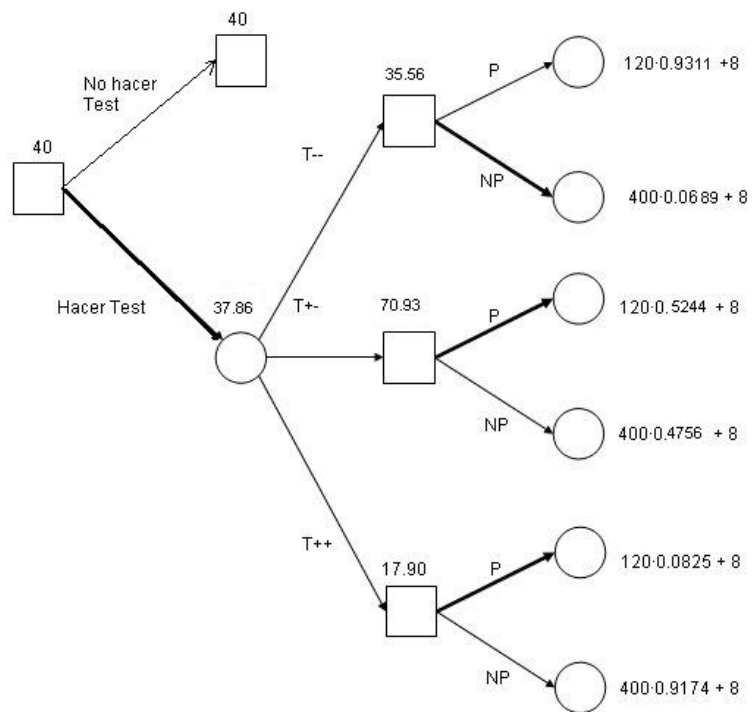 40
40
No hacer
Test
Hacer Test
37.86
T--
T+-
T++
35.56
P
NP
120·0.9311 +8
400·0.0689 + 8
70.93
P
NP
120·0.5244 + 8
400·0.4756 + 8
17.90
P
NP
120·0.0825 + 8
400·0.9174 + 8